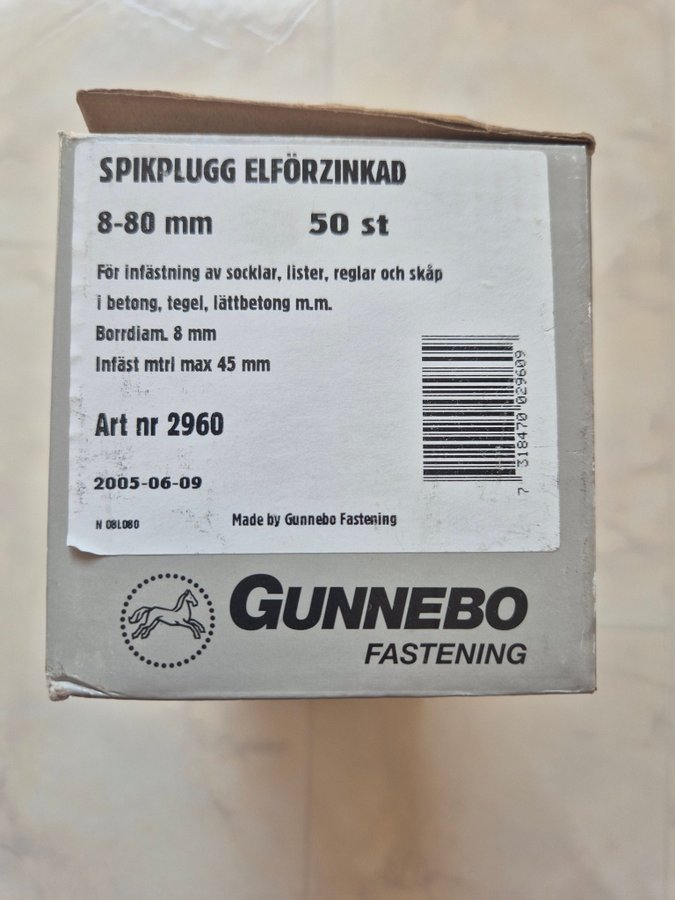 SPIKPLUGG ELFÖRZINKAD
8-80 mm 50 st
För infästning av socklar, lister, reglar och skåp
i betong, tegel, lättbetong m.m.
Borrdiam. 8 mm
Infäst mtrl max 45 mm
Art nr 2960
2005-06-09
N 08L080 Made by Gunnebo Fastening
7 318470 029609
GUNNEBO
FASTENING